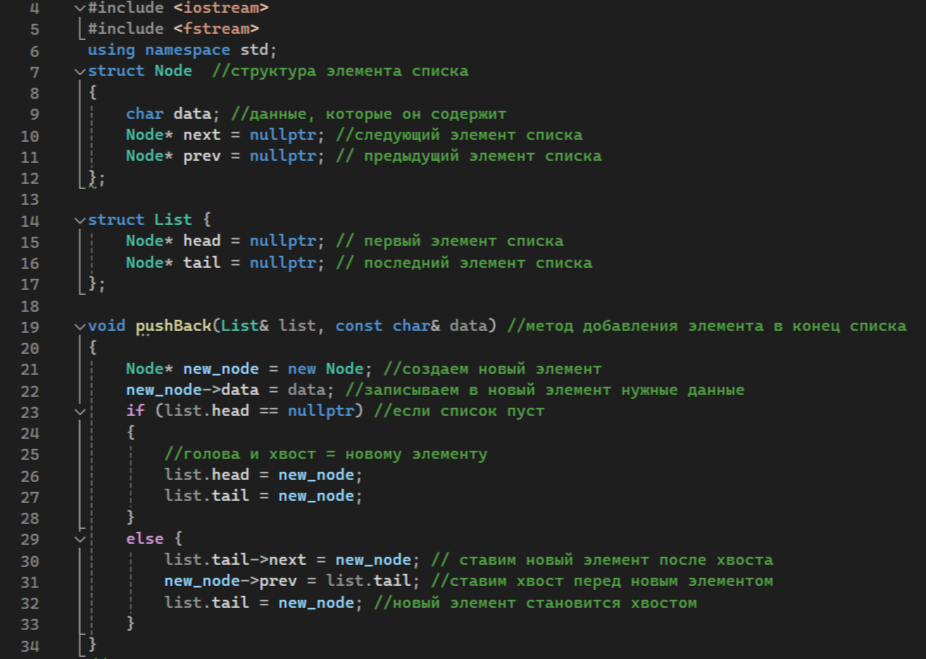 4 #include <iostream>
5 #include <fstream>
6 using namespace std;
7 struct Node  //структура элемента списка
8 {
9     char data; //данные, которые он содержит
10     Node* next = nullptr; //следующий элемент списка
11     Node* prev = nullptr; // предыдущий элемент списка
12 };
13
14 struct List {
15     Node* head = nullptr; // первый элемент списка
16     Node* tail = nullptr; // последний элемент списка
17 };
18
19 void pushBack(List& list, const char& data) //метод добавления элемента в конец списка
20 {
21     Node* new_node = new Node; //создаем новый элемент
22     new_node->data = data; //записываем в новый элемент нужные данные
23     if (list.head == nullptr) //если список пуст
24     {
25         //голова и хвост = новому элементу
26         list.head = new_node;
27         list.tail = new_node;
28     }
29     else {
30         list.tail->next = new_node; // ставим новый элемент после хвоста
31         new_node->prev = list.tail; //ставим хвост перед новым элементом
32         list.tail = new_node; //новый элемент становится хвостом
33     }
34 }